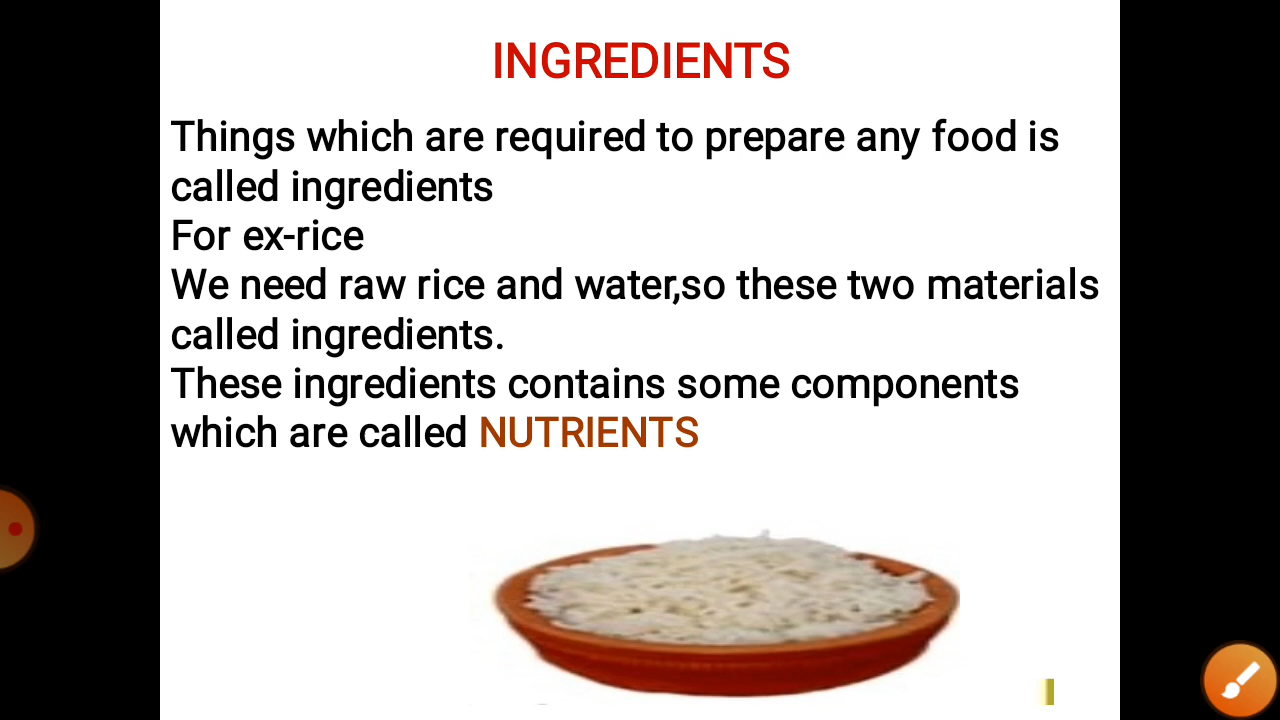 INGREDIENTS
Things which are required to prepare any food is
called ingredients
For ex-rice
We need raw rice and water,so these two materials
called ingredients.
These ingredients contains some components
which are called NUTRIENTS